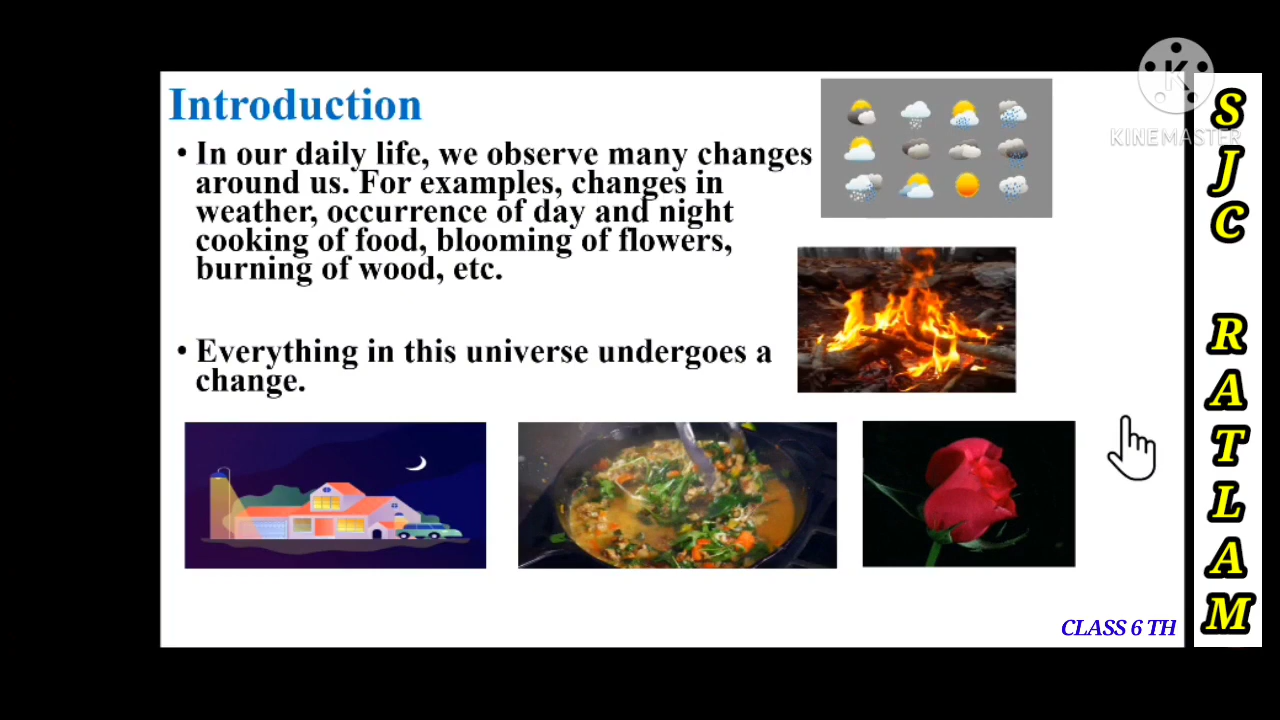 Introduction
• In our daily life, we observe many changes
around us. For examples, changes in
weather, occurrence of day and night
cooking of food, blooming of flowers,
burning of wood, etc.
• Everything in this universe undergoes a
change.
CLASS 6 TH
K
KINEMASTER
SJC
RATLAM